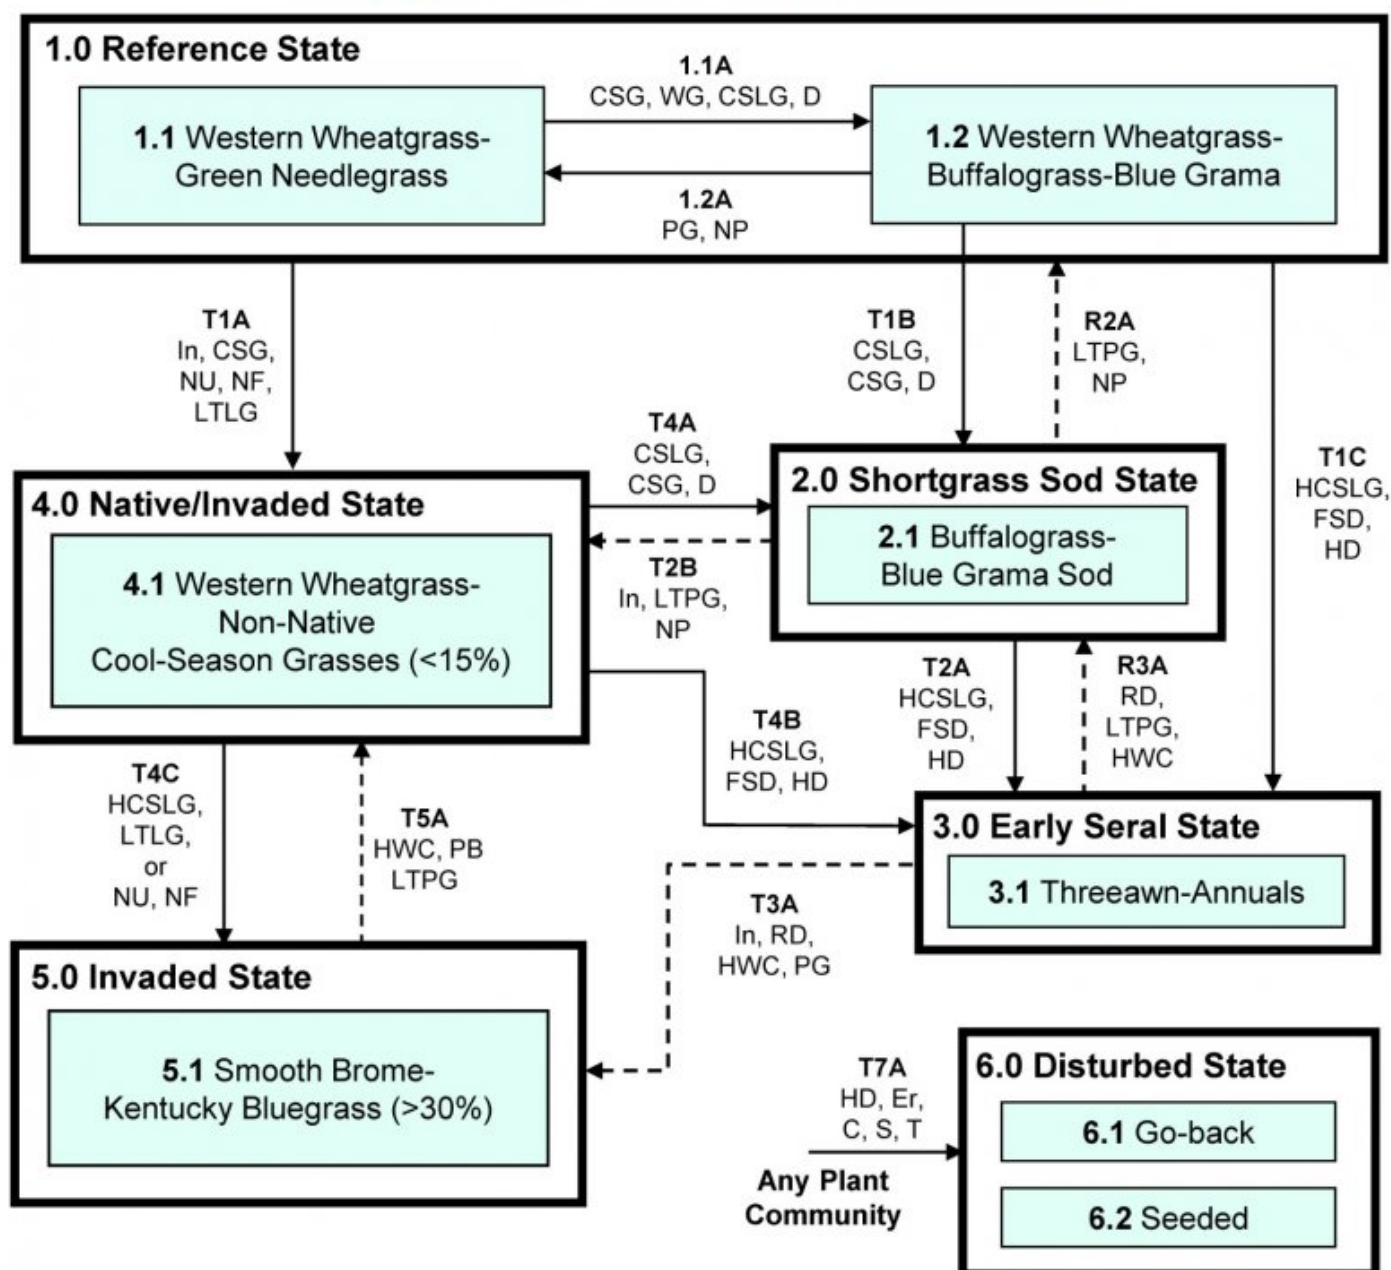 1.0 Reference State
1.1A
CSG, WG, CSLG, D
1.1 Western Wheatgrass-
Green Needlegrass
1.2 Western Wheatgrass-
Buffalograss-Blue Grama
1.2A
PG, NP
T1A
In, CSG,
NU, NF,
LTLG
T1B
CSLG,
CSG, D
R2A
LTPG,
NP
T1C
HCSLG,
FSD,
HD
T4A
CSLG,
CSG, D
4.0 Native/Invaded State
4.1 Western Wheatgrass-
Non-Native
Cool-Season Grasses (<15%)
2.0 Shortgrass Sod State
2.1 Buffalograss-
Blue Grama Sod
T2B
In, LTPG,
NP
T2A
HCSLG,
FSD,
HD
R3A
RD,
LTPG,
HWC
T4B
HCSLG,
FSD, HD
T4C
HCSLG,
LTLG,
or
NU, NF
T5A
HWC, PB
LTPG
3.0 Early Seral State
3.1 Threeawn-Annuals
T3A
In, RD,
HWC, PG
5.0 Invaded State
5.1 Smooth Brome-
Kentucky Bluegrass (>30%)
T7A
HD, Er,
C, S, T
Any Plant
Community
6.0 Disturbed State
6.1 Go-back
6.2 Seeded